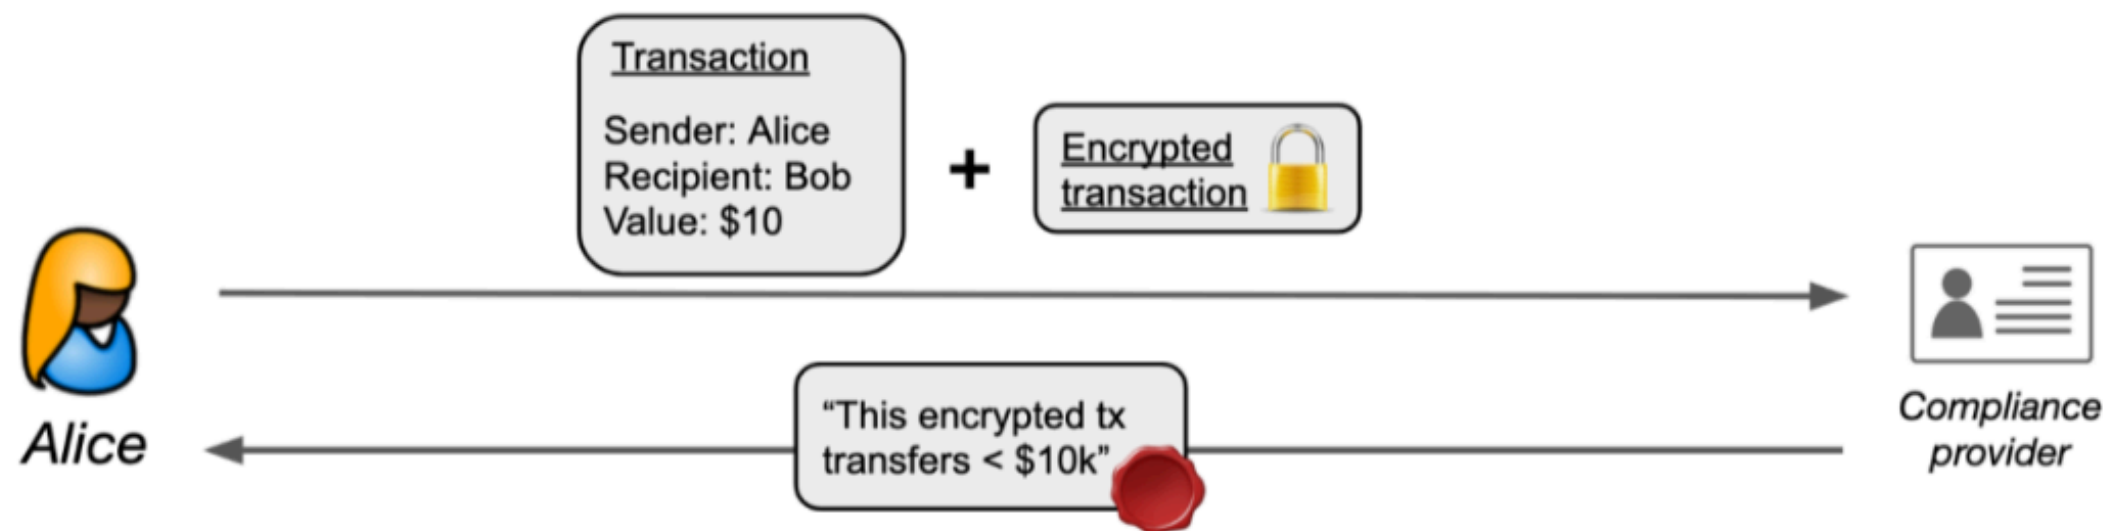 Transaction
Sender: Alice
Recipient: Bob
Value: $10
+
Encrypted
transaction
Alice
Compliance
provider
“This encrypted tx
transfers < $10k”